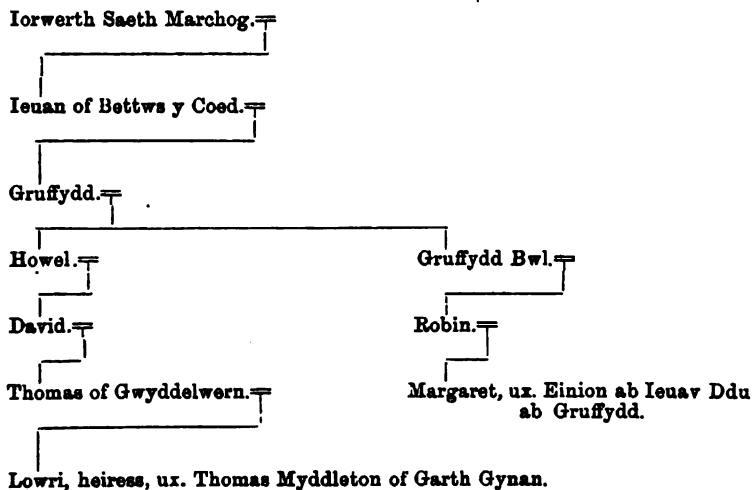 Iorwerth Saeth Marchog.
Ieuan of Bettws y Coed.
Gruffydd.
Howel. Gruffydd Bwl.
David. Robin.
Thomas of Gwyddelwern. Margaret, ux. Einion ab Ieuav Ddu
ab Gruffydd.
Lowri, heiress, ux. Thomas Myddleton of Garth Gynan.